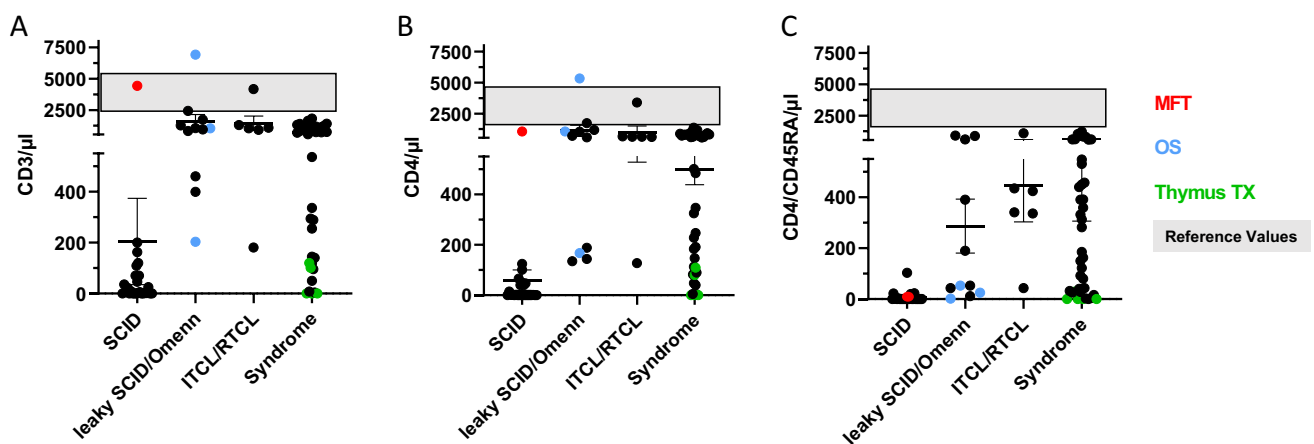 A
7500
5000
2500
400
200
0
CD3/µl
SCID
leaky SCID/Omenn
ITCL/RTCL
Syndrome
B
7500
5000
2500
400
200
0
CD4/µl
SCID
leaky SCID/Omenn
ITCL/RTCL
Syndrome
C
7500
5000
2500
400
200
0
CD4/CD45RA/µl
SCID
leaky SCID/Omenn
ITCL/RTCL
Syndrome
MFT
OS
Thymus TX
Reference Values